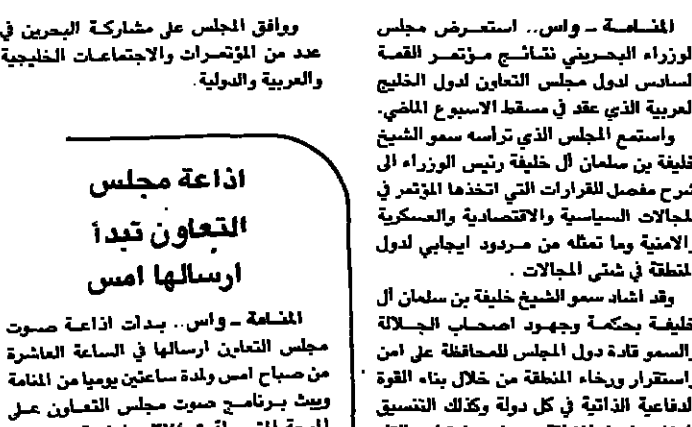 المنامة - واس.. استعرض مجلس
الوزراء البحريني نتائج مؤتمر القمة
السادس لدول مجلس التعاون لدول الخليج
العربية الذي عقد في مسقط الاسبوع الماضي.
واستمع المجلس الذي ترأسه سمو الشيخ
خليفة بن سلمان آل خليفة رئيس الوزراء الى
شرح مفصل للقرارات التي اتخذها المؤتمر في
المجالات السياسية والاقتصادية والعسكرية
والامنية وما تمثله من مردود ايجابي لدول
المنطقة في شتى المجالات .
وقد اشاد سمو الشيخ خليفة بن سلمان آل
خليفة بحكمة وجهود اصحاب الجلالة
والسمو قادة دول المجلس للمحافظة على امن
واستقرار ورخاء المنطقة من خلال بناء القوة
الدفاعية الذاتية في كل دولة وكذلك التنسيق
ووافق المجلس على مشاركة البحرين في
عدد من المؤتمرات والاجتماعات الخليجية
والعربية والدولية.
اذاعة مجلس
التعاون تبدأ
ارسالها امس
المنامة - واس.. بدأت اذاعة صوت
مجلس التعاون ارسالها في الساعة العاشرة
من صباح امس ولمدة ساعتين يوميا من المنامة
ويبث برنامج صوت مجلس التعاون على